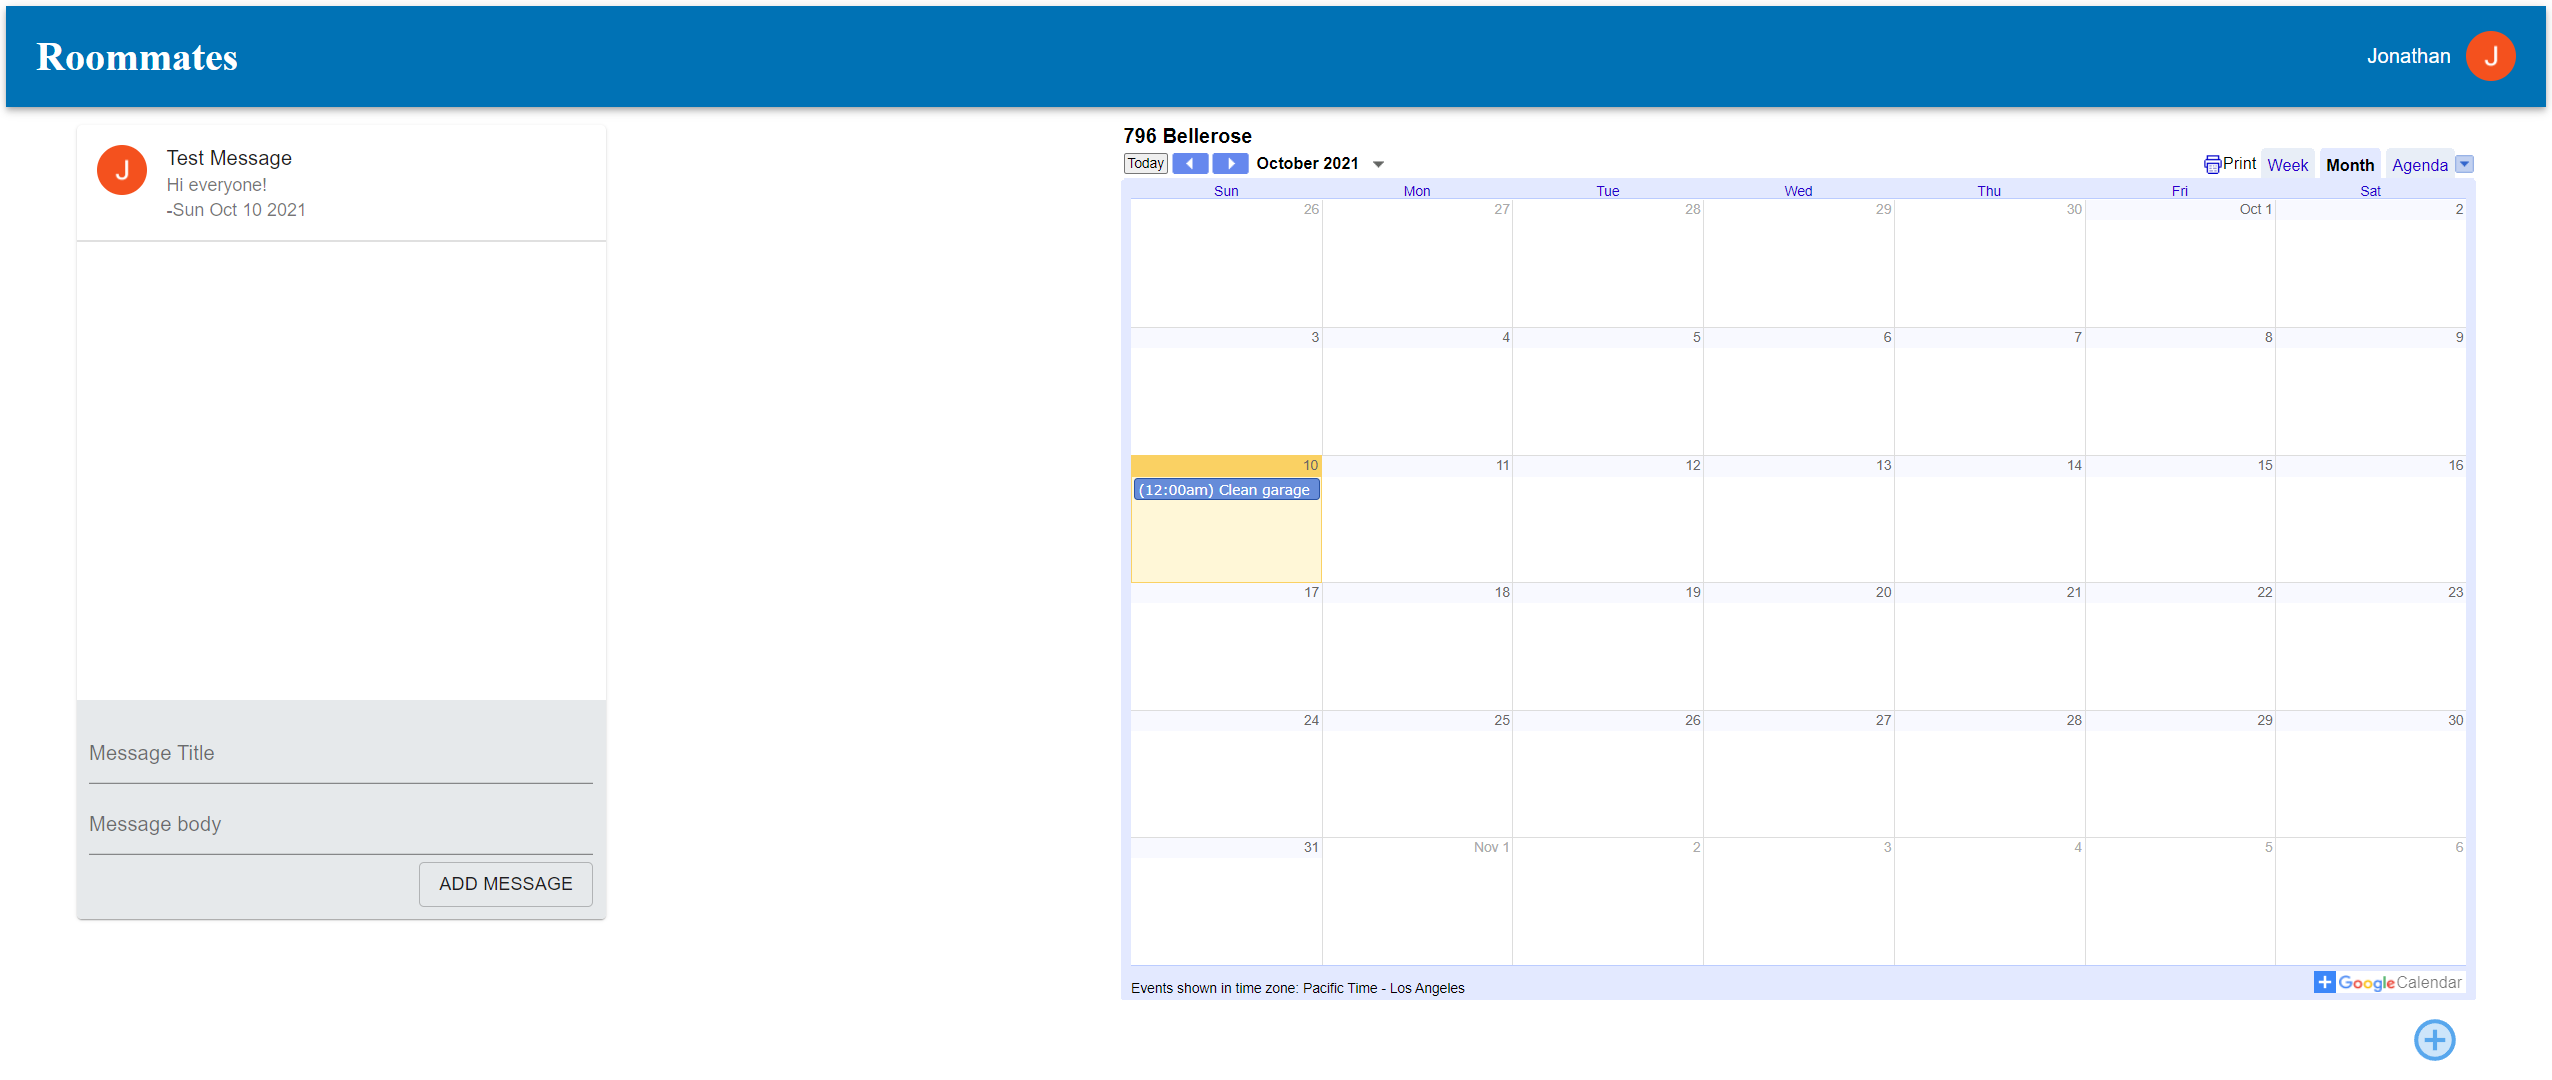 Roommates
Jonathan J
J
Test Message
Hi everyone!
-Sun Oct 10 2021
Message Title
Message body
ADD MESSAGE
796 Bellerose
Today October 2021 Print Week Month Agenda
Sun Mon Tue Wed Thu Fri Sat
26 27 28 29 30 Oct 1 2
3 4 5 6 7 8 9
10 11 12 13 14 15 16
(12:00am) Clean garage
17 18 19 20 21 22 23
24 25 26 27 28 29 30
31 Nov 1 2 3 4 5 6
Events shown in time zone: Pacific Time - Los Angeles
Google Calendar